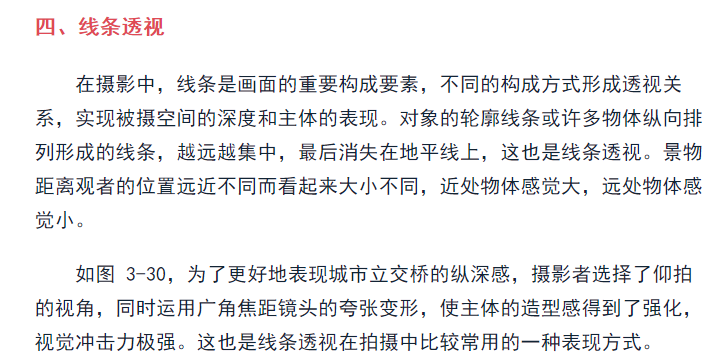 四、线条透视
在摄影中，线条是画面的重要构成要素，不同的构成方式形成透视关
系，实现被摄空间的深度和主体的表现。对象的轮廓线条或许多物体纵向排
列形成的线条，越远越集中，最后消失在地平线上，这也是线条透视。景物
距离观者的位置远近不同而看起来大小不同，近处物体感觉大，远处物体感
觉小。
如图 3-30，为了更好地表现城市立交桥的纵深感，摄影者选择了仰拍
的视角，同时运用广角焦距镜头的夸张变形，使主体的造型感得到了强化，
视觉冲击力极强。这也是线条透视在拍摄中比较常用的一种表现方式。